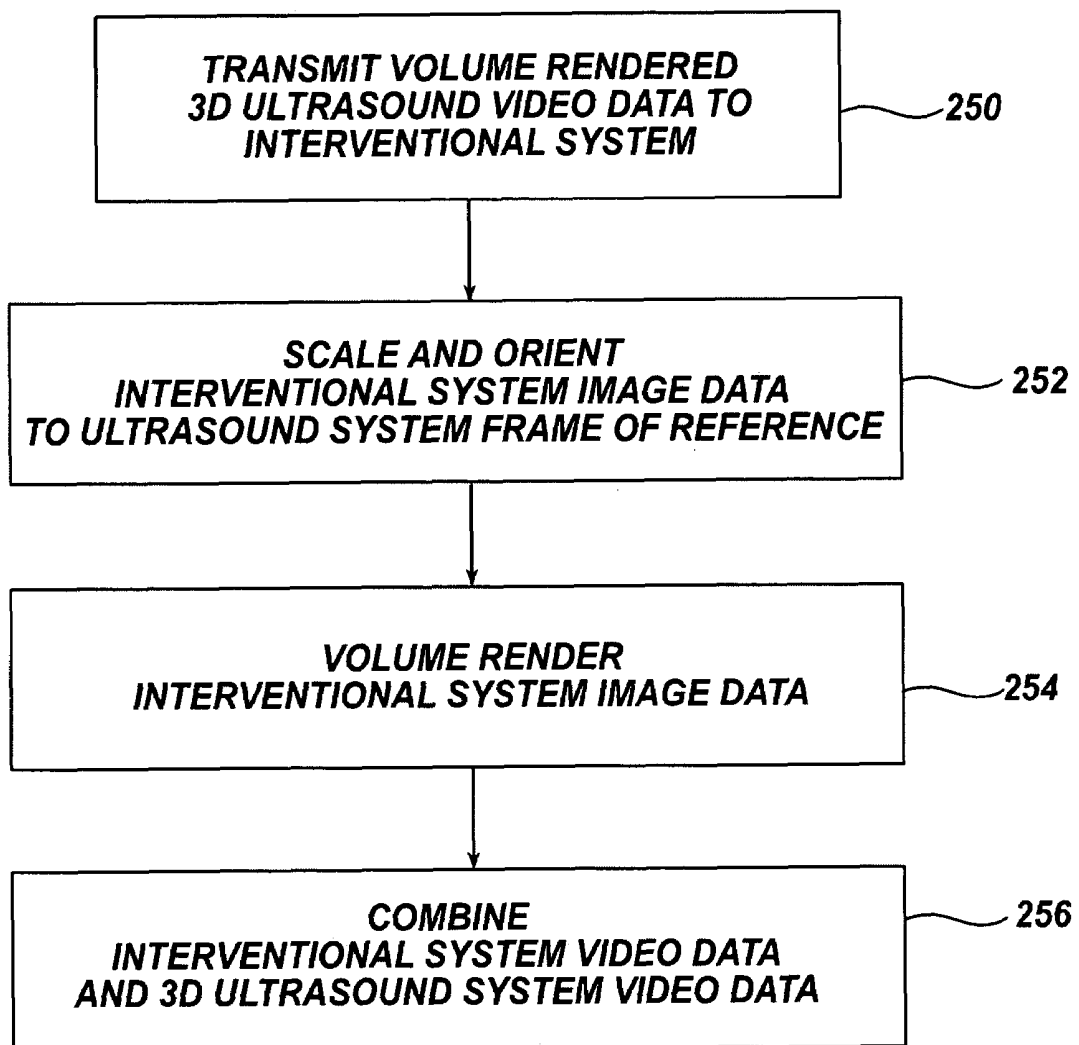 TRANSMIT VOLUME RENDERED
3D ULTRASOUND VIDEO DATA TO
INTERVENTIONAL SYSTEM
250
SCALE AND ORIENT
INTERVENTIONAL SYSTEM IMAGE DATA
TO ULTRASOUND SYSTEM FRAME OF REFERENCE
252
VOLUME RENDER
INTERVENTIONAL SYSTEM IMAGE DATA
254
COMBINE
INTERVENTIONAL SYSTEM VIDEO DATA
AND 3D ULTRASOUND SYSTEM VIDEO DATA
256